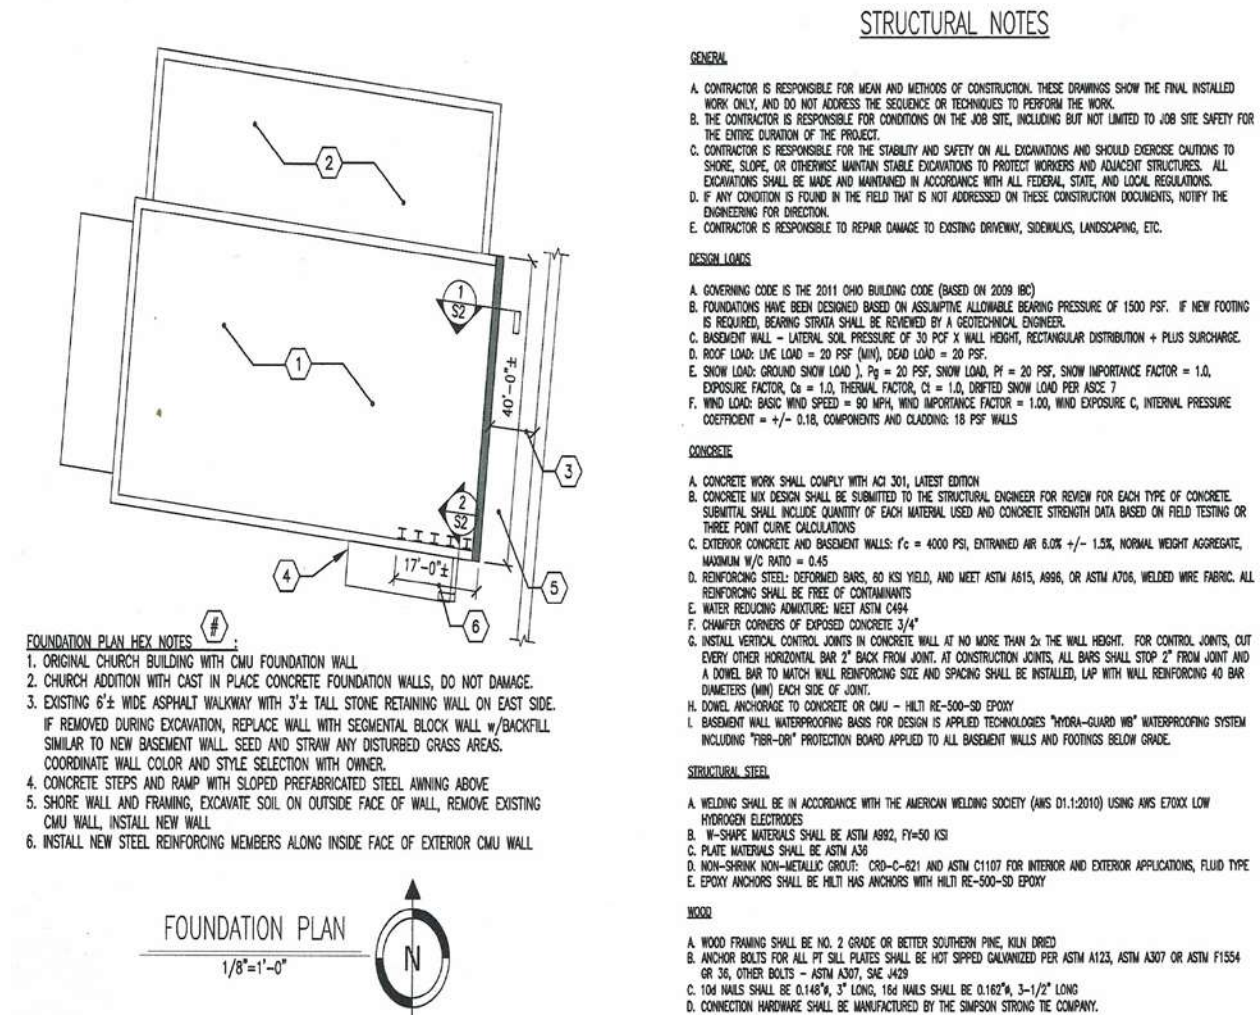 2
1
S2
1
40'-0"±
3
2
S2
17'-0"±
4
5
6
FOUNDATION PLAN HEX NOTES # :
1. ORIGINAL CHURCH BUILDING WITH CMU FOUNDATION WALL
2. CHURCH ADDITION WITH CAST IN PLACE CONCRETE FOUNDATION WALLS, DO NOT DAMAGE.
3. EXISTING 6'± WIDE ASPHALT WALKWAY WITH 3'± TALL STONE RETAINING WALL ON EAST SIDE.
IF REMOVED DURING EXCAVATION, REPLACE WALL WITH SEGMENTAL BLOCK WALL w/BACKFILL
SIMILAR TO NEW BASEMENT WALL. SEED AND STRAW ANY DISTURBED GRASS AREAS.
COORDINATE WALL COLOR AND STYLE SELECTION WITH OWNER.
4. CONCRETE STEPS AND RAMP WITH SLOPED PREFABRICATED STEEL AWNING ABOVE
5. SHORE WALL AND FRAMING, EXCAVATE SOIL ON OUTSIDE FACE OF WALL, REMOVE EXISTING
CMU WALL, INSTALL NEW WALL
6. INSTALL NEW STEEL REINFORCING MEMBERS ALONG INSIDE FACE OF EXTERIOR CMU WALL
FOUNDATION PLAN
1/8"=1'-0"
N
STRUCTURAL NOTES
GENERAL
A. CONTRACTOR IS RESPONSIBLE FOR MEAN AND METHODS OF CONSTRUCTION. THESE DRAWINGS SHOW THE FINAL INSTALLED
WORK ONLY, AND DO NOT ADDRESS THE SEQUENCE OR TECHNIQUES TO PERFORM THE WORK.
B. THE CONTRACTOR IS RESPONSIBLE FOR CONDITIONS ON THE JOB SITE, INCLUDING BUT NOT LIMITED TO JOB SITE SAFETY FOR
THE ENTIRE DURATION OF THE PROJECT.
C. CONTRACTOR IS RESPONSIBLE FOR THE STABILITY AND SAFETY ON ALL EXCAVATIONS AND SHOULD EXERCISE CAUTIONS TO
SHORE, SLOPE, OR OTHERWISE MAINTAIN STABLE EXCAVATIONS TO PROTECT WORKERS AND ADJACENT STRUCTURES. ALL
EXCAVATIONS SHALL BE MADE AND MAINTAINED IN ACCORDANCE WITH ALL FEDERAL, STATE, AND LOCAL REGULATIONS.
D. IF ANY CONDITION IS FOUND IN THE FIELD THAT IS NOT ADDRESSED ON THESE CONSTRUCTION DOCUMENTS, NOTIFY THE
ENGINEERING FOR DIRECTION.
E. CONTRACTOR IS RESPONSIBLE TO REPAIR DAMAGE TO EXISTING DRIVEWAY, SIDEWALKS, LANDSCAPING, ETC.
DESIGN LOADS
A. GOVERNING CODE IS THE 2011 OHIO BUILDING CODE (BASED ON 2009 IBC)
B. FOUNDATIONS HAVE BEEN DESIGNED BASED ON ASSUMPTIVE ALLOWABLE BEARING PRESSURE OF 1500 PSF. IF NEW FOOTING
IS REQUIRED, BEARING STRATA SHALL BE REVIEWED BY A GEOTECHNICAL ENGINEER.
C. BASEMENT WALL - LATERAL SOIL PRESSURE OF 30 PCF X WALL HEIGHT, RECTANGULAR DISTRIBUTION + PLUS SURCHARGE.
D. ROOF LOAD: LIVE LOAD = 20 PSF (MIN), DEAD LOAD = 20 PSF.
E. SNOW LOAD: GROUND SNOW LOAD ), Pg = 20 PSF, SNOW LOAD, Pf = 20 PSF, SNOW IMPORTANCE FACTOR = 1.0,
EXPOSURE FACTOR, Ce = 1.0, THERMAL FACTOR, Ct = 1.0, DRIFTED SNOW LOAD PER ASCE 7
F. WIND LOAD: BASIC WIND SPEED = 90 MPH, WIND IMPORTANCE FACTOR = 1.00, WIND EXPOSURE C, INTERNAL PRESSURE
COEFFICIENT = +/- 0.18, COMPONENTS AND CLADDING: 18 PSF WALLS
CONCRETE
A. CONCRETE WORK SHALL COMPLY WITH ACI 301, LATEST EDITION
B. CONCRETE MIX DESIGN SHALL BE SUBMITTED TO THE STRUCTURAL ENGINEER FOR REVIEW FOR EACH TYPE OF CONCRETE.
SUBMITTAL SHALL INCLUDE QUANTITY OF EACH MATERIAL USED AND CONCRETE STRENGTH DATA BASED ON FIELD TESTING OR
THREE POINT CURVE CALCULATIONS
C. EXTERIOR CONCRETE AND BASEMENT WALLS: f'c = 4000 PSI, ENTRAINED AIR 6.0% +/- 1.5%, NORMAL WEIGHT AGGREGATE,
MAXIMUM W/C RATIO = 0.45
D. REINFORCING STEEL: DEFORMED BARS, 60 KSI YIELD, AND MEET ASTM A615, A996, OR ASTM A706, WELDED WIRE FABRIC. ALL
REINFORCING SHALL BE FREE OF CONTAMINANTS
E. WATER REDUCING ADMIXTURE: MEET ASTM C494
F. CHAMFER CORNERS OF EXPOSED CONCRETE 3/4"
G. INSTALL VERTICAL CONTROL JOINTS IN CONCRETE WALL AT NO MORE THAN 2x THE WALL HEIGHT. FOR CONTROL JOINTS, CUT
EVERY OTHER HORIZONTAL BAR 2" BACK FROM JOINT. AT CONSTRUCTION JOINTS, ALL BARS SHALL STOP 2" FROM JOINT AND
A DOWEL BAR TO MATCH WALL REINFORCING SIZE AND SPACING SHALL BE INSTALLED, LAP WITH WALL REINFORCING 40 BAR
DIAMETERS (MIN) EACH SIDE OF JOINT.
H. DOWEL ANCHORAGE TO CONCRETE OR CMU - HILTI RE-500-SD EPOXY
I. BASEMENT WALL WATERPROOFING BASIS FOR DESIGN IS APPLIED TECHNOLOGIES "HYDRA-GUARD WB" WATERPROOFING SYSTEM
INCLUDING "FIBR-DRI" PROTECTION BOARD APPLIED TO ALL BASEMENT WALLS AND FOOTINGS BELOW GRADE.
STRUCTURAL STEEL
A. WELDING SHALL BE IN ACCORDANCE WITH THE AMERICAN WELDING SOCIETY (AWS D1.1:2010) USING AWS E70XX LOW
HYDROGEN ELECTRODES
B. W-SHAPE MATERIALS SHALL BE ASTM A992, FY=50 KSI
C. PLATE MATERIALS SHALL BE ASTM A36
D. NON-SHRINK NON-METALLIC GROUT: CRD-C-621 AND ASTM C1107 FOR INTERIOR AND EXTERIOR APPLICATIONS, FLUID TYPE
E. EPOXY ANCHORS SHALL BE HILTI HAS ANCHORS WITH HILTI RE-500-SD EPOXY
WOOD
A. WOOD FRAMING SHALL BE NO. 2 GRADE OR BETTER SOUTHERN PINE, KILN DRIED
B. ANCHOR BOLTS FOR ALL PT SILL PLATES SHALL BE HOT SIPPED GALVANIZED PER ASTM A123, ASTM A307 OR ASTM F1554
GR 36, OTHER BOLTS - ASTM A307, SAE J429
C. 10d NAILS SHALL BE 0.148"ø, 3" LONG, 16d NAILS SHALL BE 0.162"ø, 3-1/2" LONG
D. CONNECTION HARDWARE SHALL BE MANUFACTURED BY THE SIMPSON STRONG TIE COMPANY.